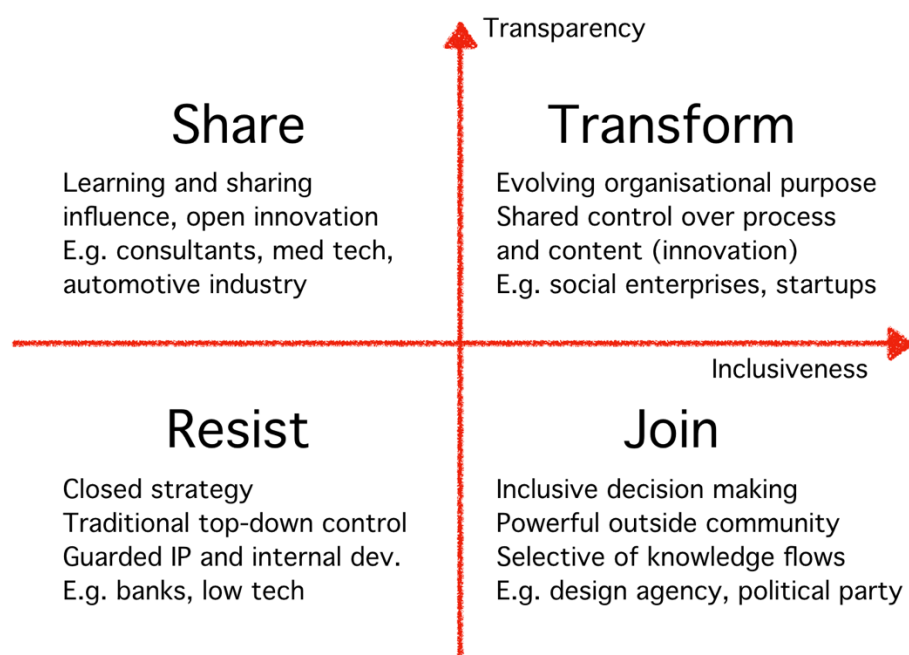 Transparency
Share
Learning and sharing
influence, open innovation
E.g. consultants, med tech,
automotive industry
Transform
Evolving organisational purpose
Shared control over process
and content (innovation)
E.g. social enterprises, startups
Inclusiveness
Resist
Closed strategy
Traditional top-down control
Guarded IP and internal dev.
E.g. banks, low tech
Join
Inclusive decision making
Powerful outside community
Selective of knowledge flows
E.g. design agency, political party